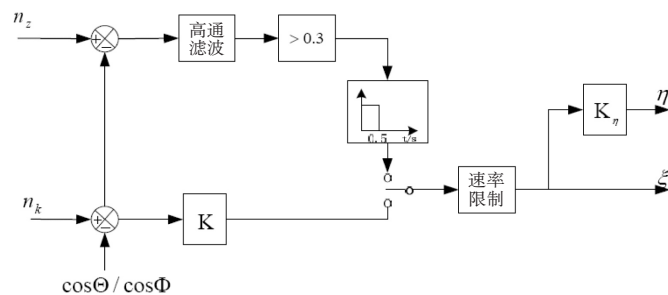 n_z
+
−
高通
滤波
> 0.3
0.5 t/s
K_η
η
速率
限制
ξ
n_k
+
−
K
cosΘ / cosΦ